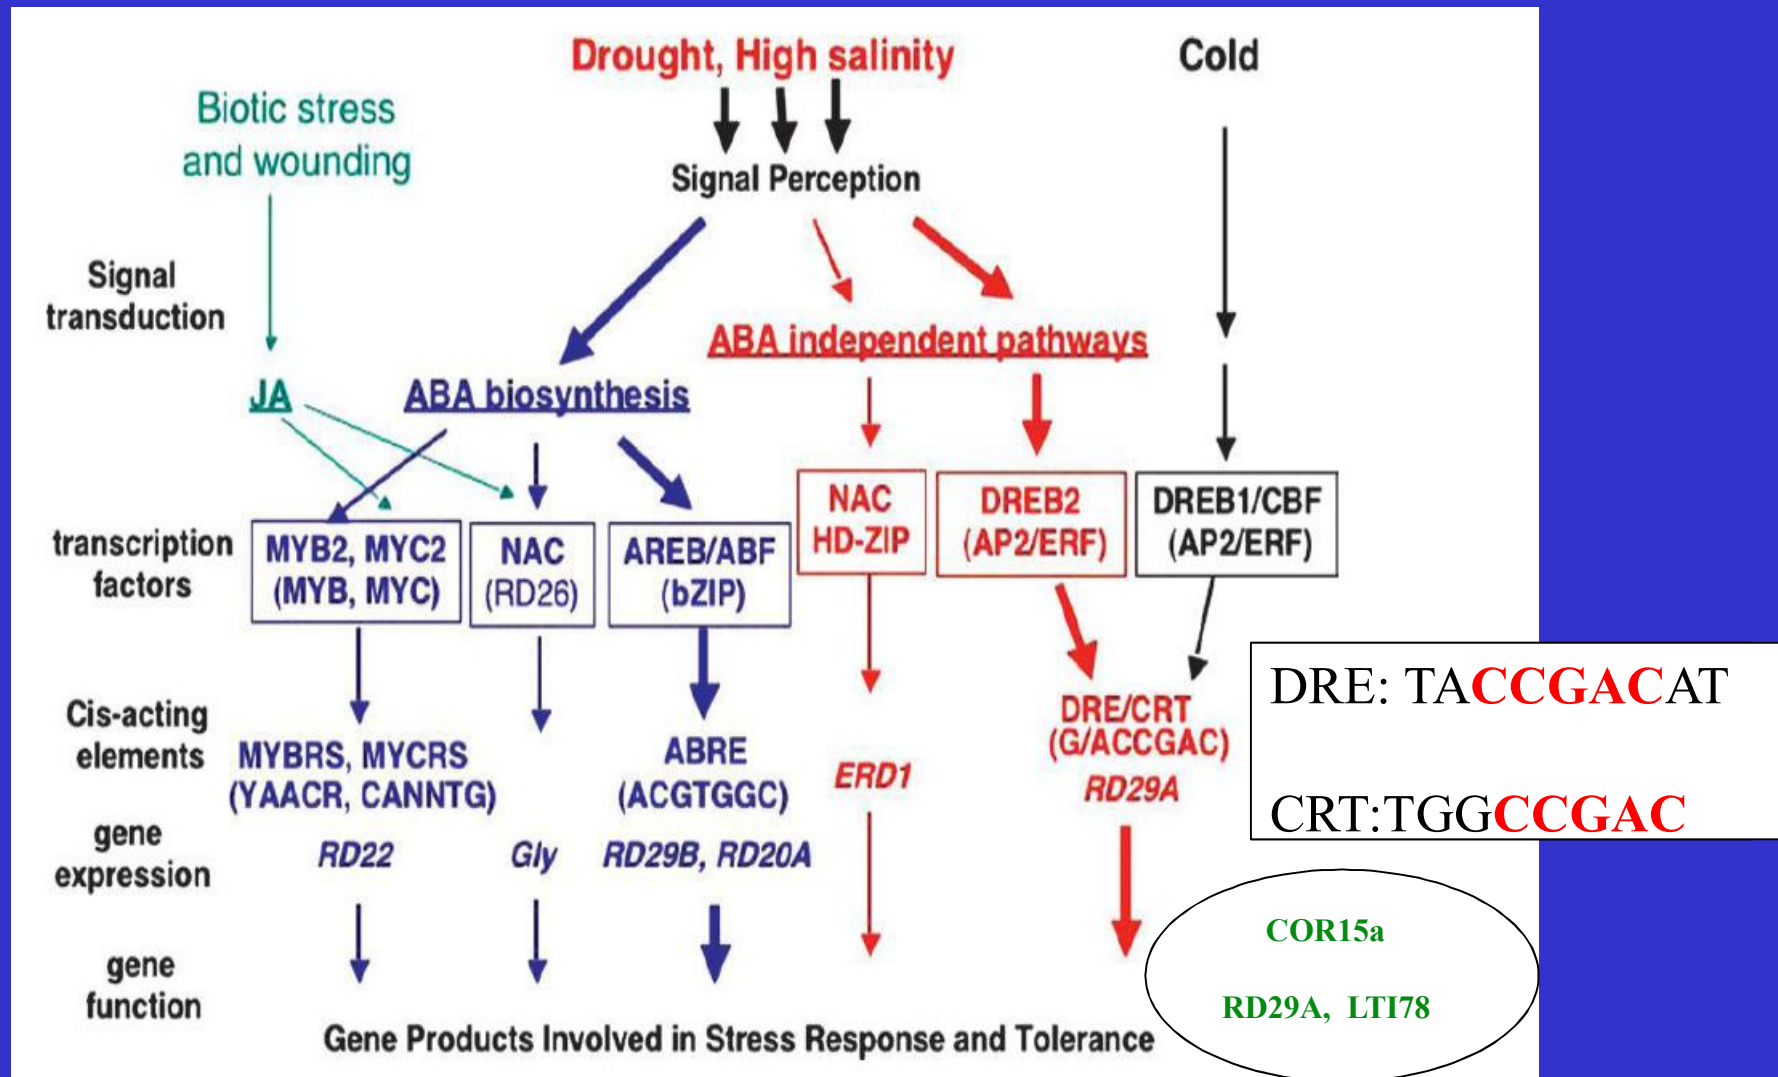 Drought, High salinity
Cold
Biotic stress
and wounding
Signal Perception
Signal
transduction
ABA independent pathways
JA
ABA biosynthesis
transcription
factors
MYB2, MYC2
(MYB, MYC)
NAC
(RD26)
AREB/ABF
(bZIP)
NAC
HD-ZIP
DREB2
(AP2/ERF)
DREB1/CBF
(AP2/ERF)
Cis-acting
elements
MYBRS, MYCRS
(YAACR, CANNTG)
ABRE
(ACGTGGC)
ERD1
DRE/CRT
(G/ACCGAC)
RD29A
DRE: TACCGACAT
CRT:TGGCCGAC
gene
expression
RD22
Gly
RD29B, RD20A
COR15a
RD29A, LTI78
gene
function
Gene Products Involved in Stress Response and Tolerance